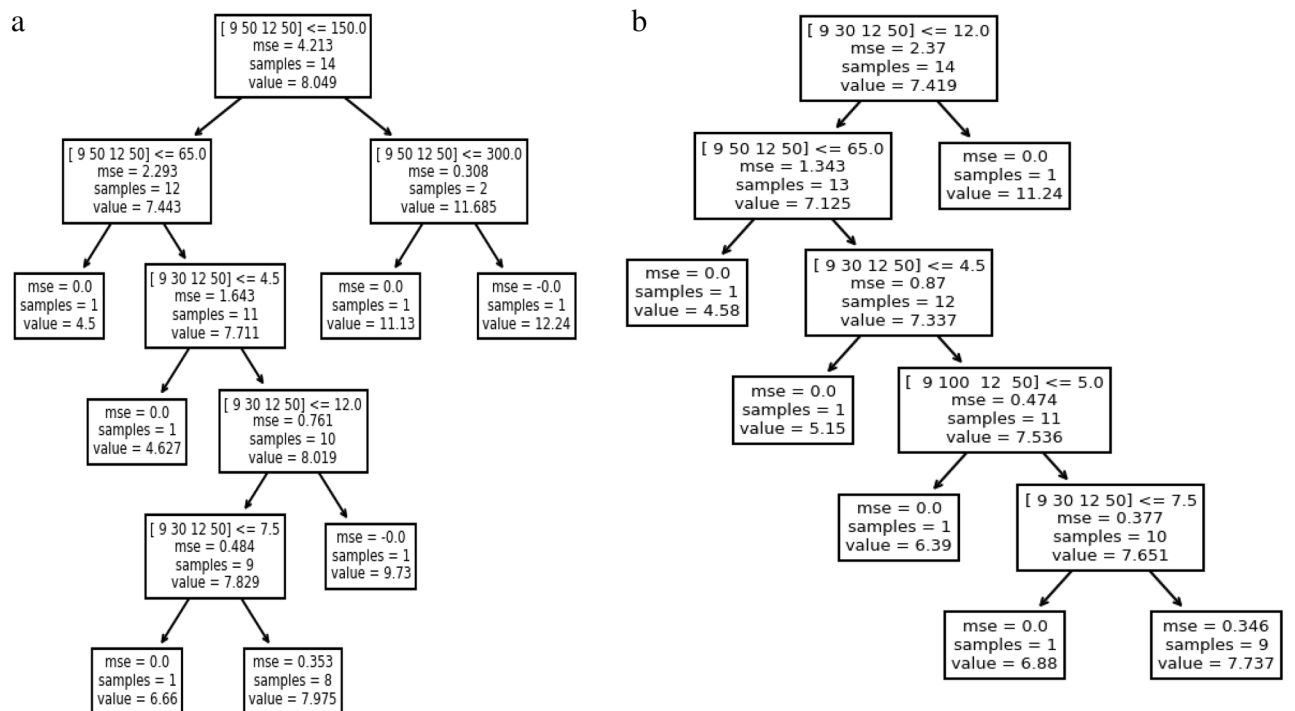 a
[ 9 50 12 50] <= 150.0
mse = 4.213
samples = 14
value = 8.049
[ 9 50 12 50] <= 65.0
mse = 2.293
samples = 12
value = 7.443
[ 9 50 12 50] <= 300.0
mse = 0.308
samples = 2
value = 11.685
mse = 0.0
samples = 1
value = 4.5
[ 9 30 12 50] <= 4.5
mse = 1.643
samples = 11
value = 7.711
mse = 0.0
samples = 1
value = 11.13
mse = -0.0
samples = 1
value = 12.24
mse = 0.0
samples = 1
value = 4.627
[ 9 30 12 50] <= 12.0
mse = 0.761
samples = 10
value = 8.019
[ 9 30 12 50] <= 7.5
mse = 0.484
samples = 9
value = 7.829
mse = -0.0
samples = 1
value = 9.73
mse = 0.0
samples = 1
value = 6.66
mse = 0.353
samples = 8
value = 7.975
b
[ 9 30 12 50] <= 12.0
mse = 2.37
samples = 14
value = 7.419
[ 9 50 12 50] <= 65.0
mse = 1.343
samples = 13
value = 7.125
mse = 0.0
samples = 1
value = 11.24
mse = 0.0
samples = 1
value = 4.58
[ 9 30 12 50] <= 4.5
mse = 0.87
samples = 12
value = 7.337
mse = 0.0
samples = 1
value = 5.15
[  9 100  12  50] <= 5.0
mse = 0.474
samples = 11
value = 7.536
mse = 0.0
samples = 1
value = 6.39
[ 9 30 12 50] <= 7.5
mse = 0.377
samples = 10
value = 7.651
mse = 0.0
samples = 1
value = 6.88
mse = 0.346
samples = 9
value = 7.737